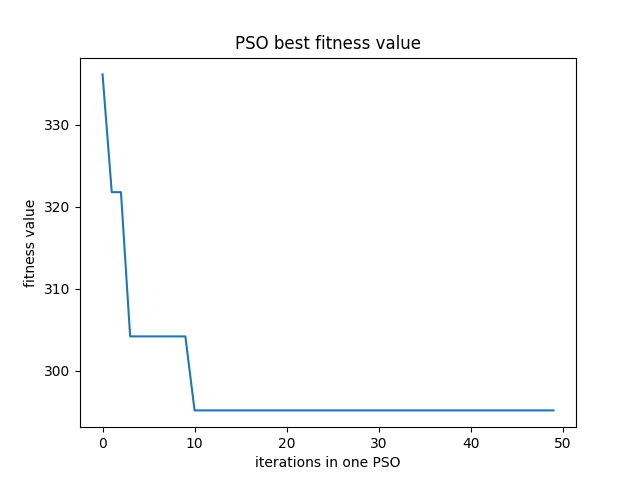 PSO best fitness value
fitness value
330
320
310
300
0 10 20 30 40 50
iterations in one PSO